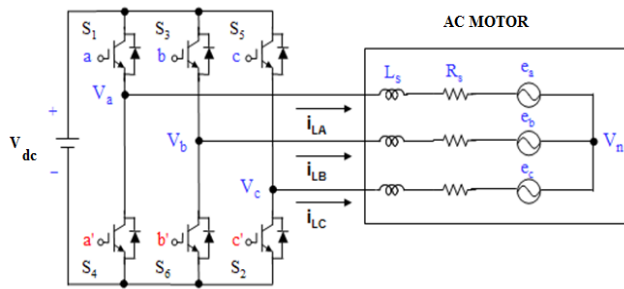 AC MOTOR
S1 S3 S5
a b c
Ls Rs ea
Va
+
iLA
eb
Vdc
Vb
Vn
−
iLB
ec
Vc
iLC
a' b' c'
S4 S6 S2